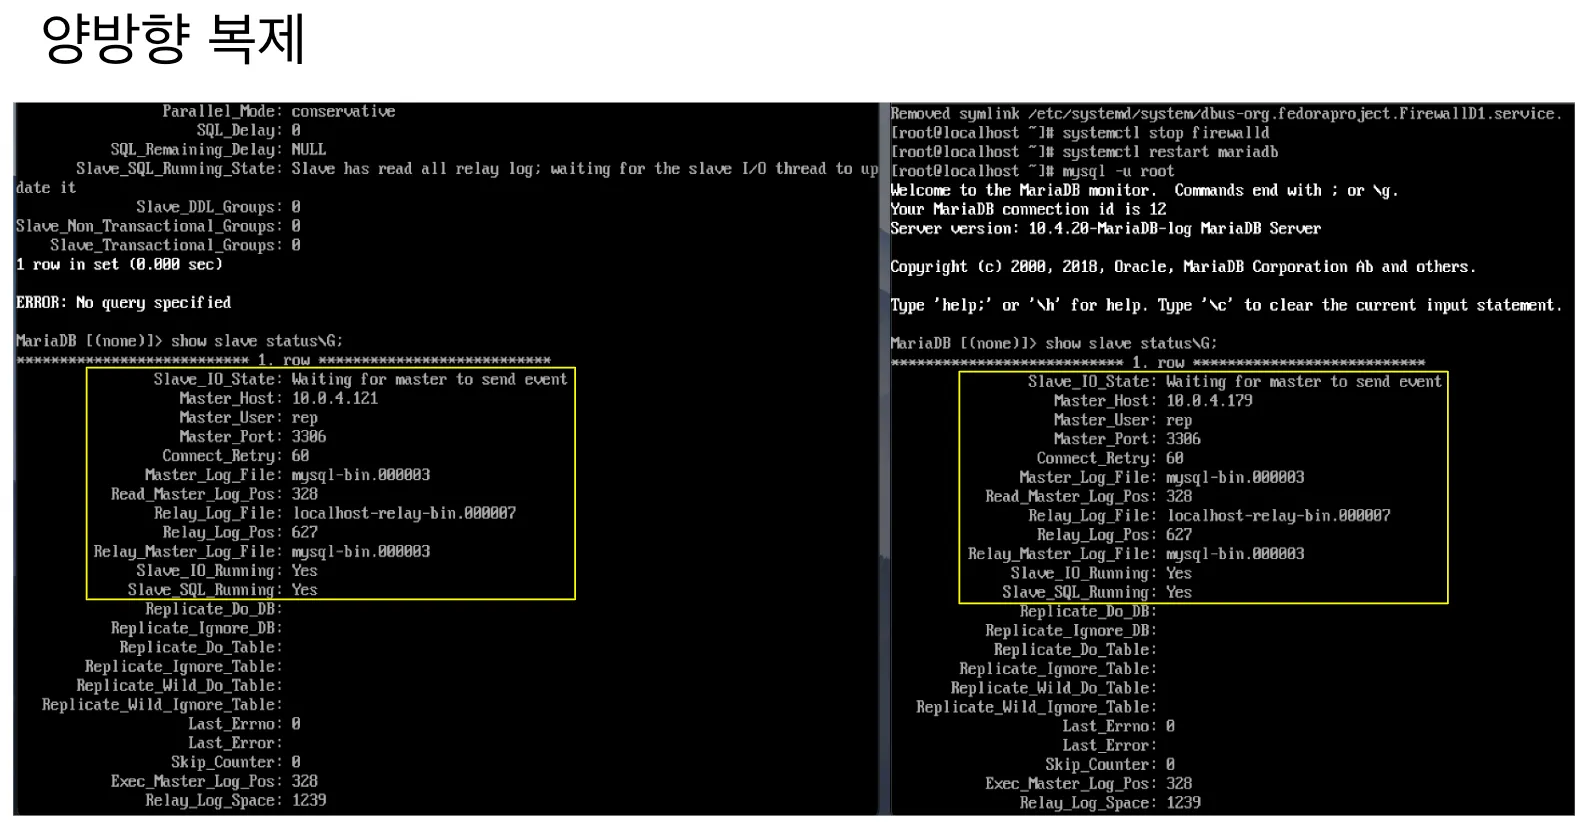 양방향 복제
Parallel_Mode: conservative
SQL_Delay: 0
SQL_Remaining_Delay: NULL
Slave_SQL_Running_State: Slave has read all relay log; waiting for the slave I/O thread to up
date it
Slave_DDL_Groups: 0
Slave_Non_Transactional_Groups: 0
Slave_Transactional_Groups: 0
1 row in set (0.000 sec)
ERROR: No query specified
MariaDB [(none)]> show slave status\G;
*************************** 1. row ***************************
Slave_IO_State: Waiting for master to send event
Master_Host: 10.0.4.121
Master_User: rep
Master_Port: 3306
Connect_Retry: 60
Master_Log_File: mysql-bin.000003
Read_Master_Log_Pos: 328
Relay_Log_File: localhost-relay-bin.000007
Relay_Log_Pos: 627
Relay_Master_Log_File: mysql-bin.000003
Slave_IO_Running: Yes
Slave_SQL_Running: Yes
Replicate_Do_DB:
Replicate_Ignore_DB:
Replicate_Do_Table:
Replicate_Ignore_Table:
Replicate_Wild_Do_Table:
Replicate_Wild_Ignore_Table:
Last_Errno: 0
Last_Error:
Skip_Counter: 0
Exec_Master_Log_Pos: 328
Relay_Log_Space: 1239
Removed symlink /etc/systemd/system/dbus-org.fedoraproject.FirewallD1.service.
[root@localhost ~]# systemctl stop firewalld
[root@localhost ~]# systemctl restart mariadb
[root@localhost ~]# mysql -u root
Welcome to the MariaDB monitor.  Commands end with ; or \g.
Your MariaDB connection id is 12
Server version: 10.4.20-MariaDB-log MariaDB Server
Copyright (c) 2000, 2018, Oracle, MariaDB Corporation Ab and others.
Type 'help;' or '\h' for help. Type '\c' to clear the current input statement.
MariaDB [(none)]> show slave status\G;
*************************** 1. row ***************************
Slave_IO_State: Waiting for master to send event
Master_Host: 10.0.4.179
Master_User: rep
Master_Port: 3306
Connect_Retry: 60
Master_Log_File: mysql-bin.000003
Read_Master_Log_Pos: 328
Relay_Log_File: localhost-relay-bin.000007
Relay_Log_Pos: 627
Relay_Master_Log_File: mysql-bin.000003
Slave_IO_Running: Yes
Slave_SQL_Running: Yes
Replicate_Do_DB:
Replicate_Ignore_DB:
Replicate_Do_Table:
Replicate_Ignore_Table:
Replicate_Wild_Do_Table:
Replicate_Wild_Ignore_Table:
Last_Errno: 0
Last_Error:
Skip_Counter: 0
Exec_Master_Log_Pos: 328
Relay_Log_Space: 1239